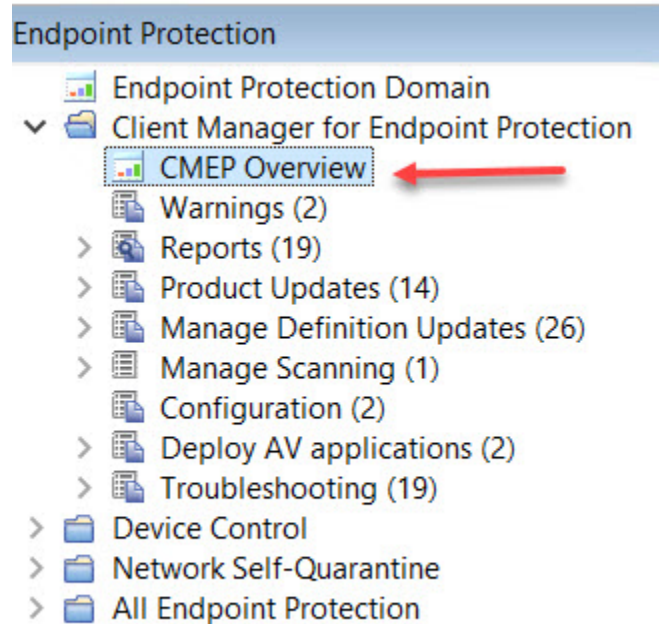 Endpoint Protection
Endpoint Protection Domain
Client Manager for Endpoint Protection
CMEP Overview
Warnings (2)
Reports (19)
Product Updates (14)
Manage Definition Updates (26)
Manage Scanning (1)
Configuration (2)
Deploy AV applications (2)
Troubleshooting (19)
Device Control
Network Self-Quarantine
All Endpoint Protection